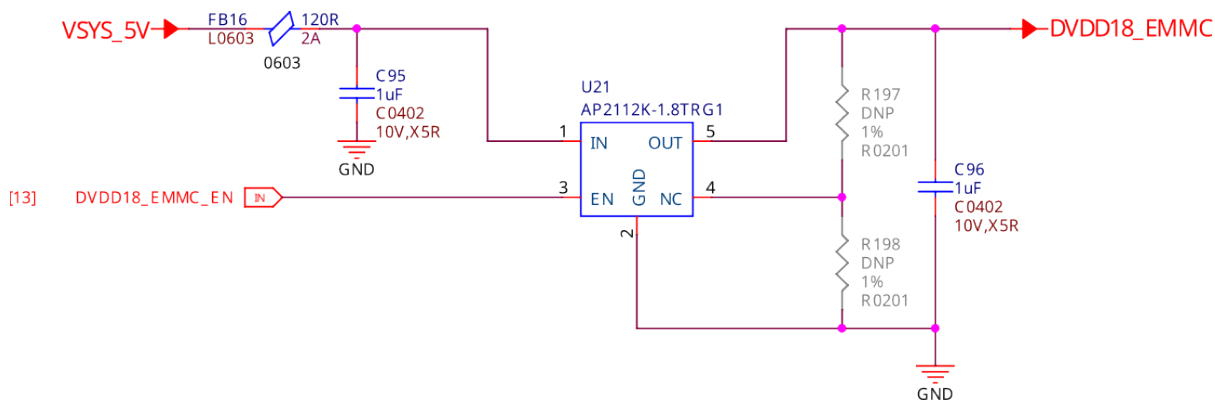 VSYS_5V
FB16
L0603
120R
2A
0603
C95
1uF
C0402
10V,X5R
GND
[13]
DVDD18_EMMC_EN
IN
U21
AP2112K-1.8TRG1
1
IN
OUT
5
3
EN
GND
NC
4
2
R197
DNP
1%
R0201
R198
DNP
1%
R0201
DVDD18_EMMC
C96
1uF
C0402
10V,X5R
GND